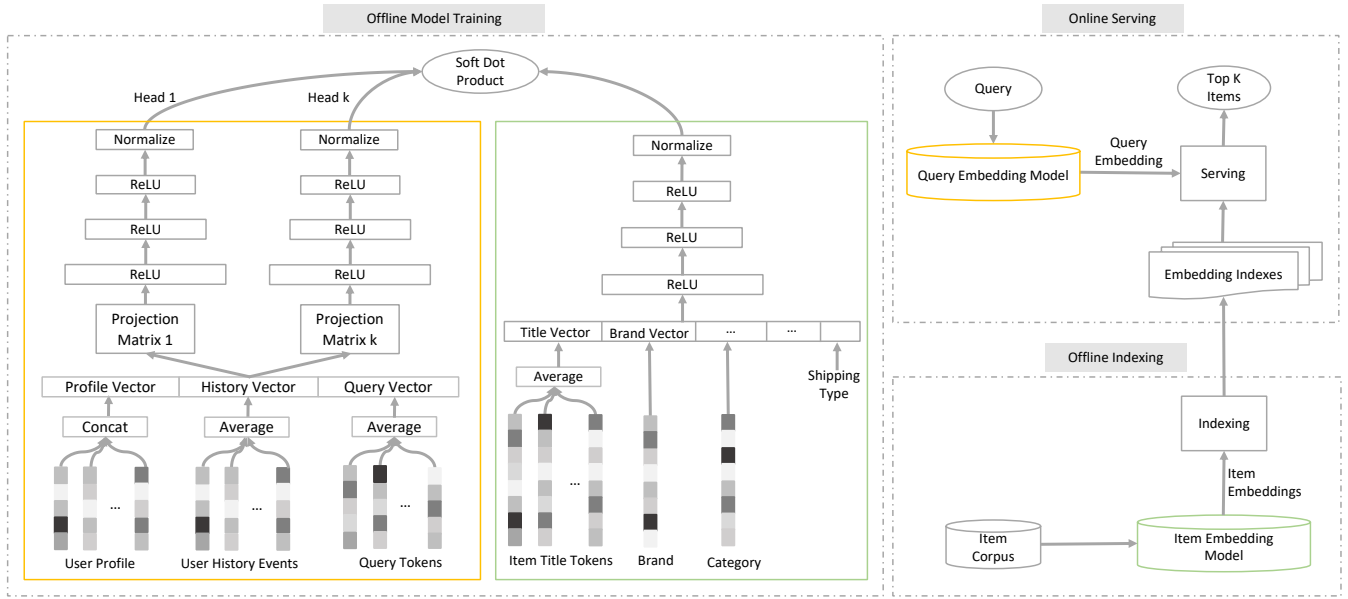 Offline Model Training
Soft Dot
Product
Head 1
Head k
Normalize
Normalize
ReLU
ReLU
ReLU
ReLU
ReLU
ReLU
Projection
Matrix 1
Projection
Matrix k
Profile Vector
History Vector
Query Vector
Concat
Average
Average
...
...
...
User Profile
User History Events
Query Tokens
Normalize
ReLU
ReLU
ReLU
Title Vector
Brand Vector
...
...
Average
Shipping
Type
...
Item Title Tokens
Brand
Category
Online Serving
Query
Top K
Items
Query
Embedding
Query Embedding Model
Serving
Embedding Indexes
Offline Indexing
Indexing
Item
Embeddings
Item
Corpus
Item Embedding
Model